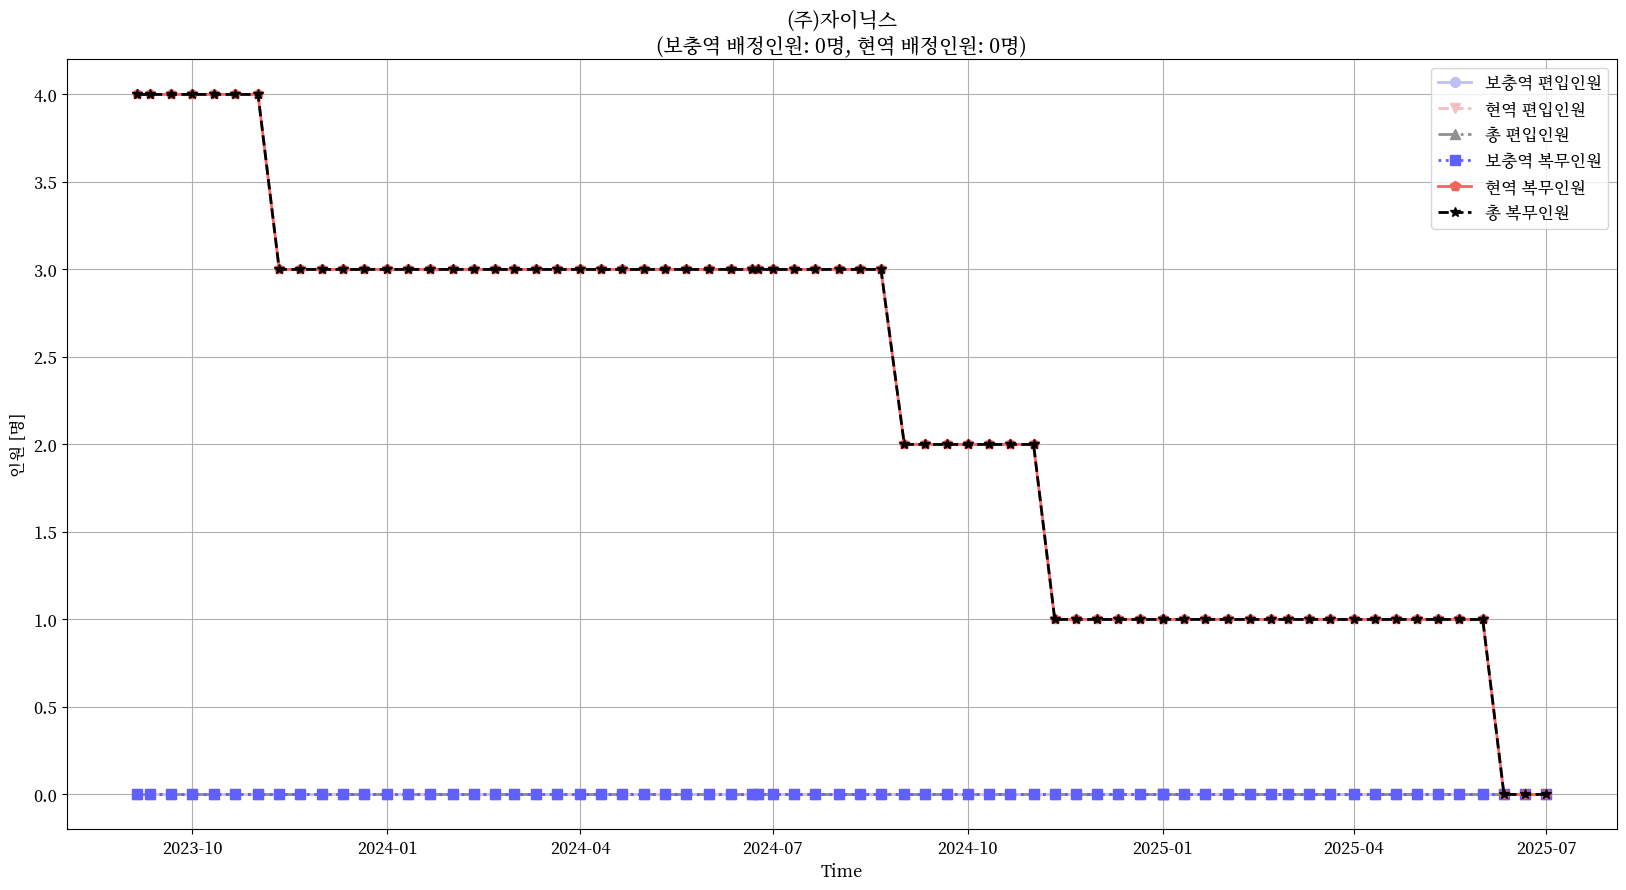 (주)자이닉스
(보충역 배정인원: 0명, 현역 배정인원: 0명)
보충역 편입인원
현역 편입인원
총 편입인원
보충역 복무인원
현역 복무인원
총 복무인원
인원 [명]
4.0
3.5
3.0
2.5
2.0
1.5
1.0
0.5
0.0
2023-10 2024-01 2024-04 2024-07 2024-10 2025-01 2025-04 2025-07
Time